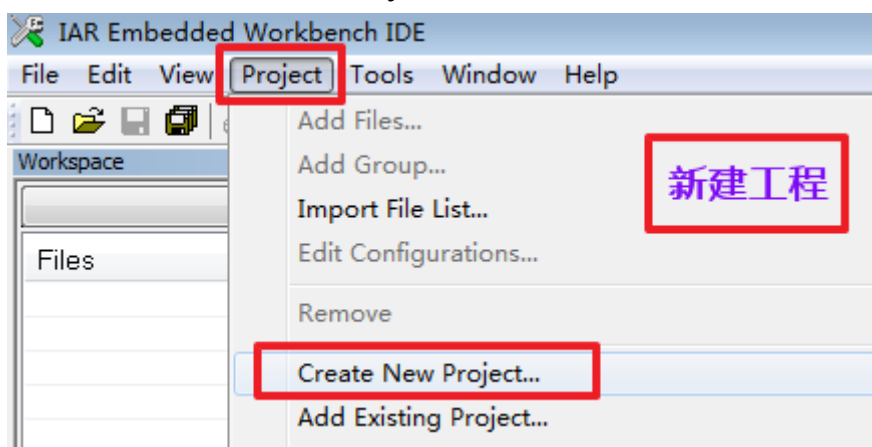 IAR Embedded Workbench IDE
File Edit View Project Tools Window Help
Add Files...
Workspace
Add Group...
新建工程
Import File List...
Files
Edit Configurations...
Remove
Create New Project...
Add Existing Project...